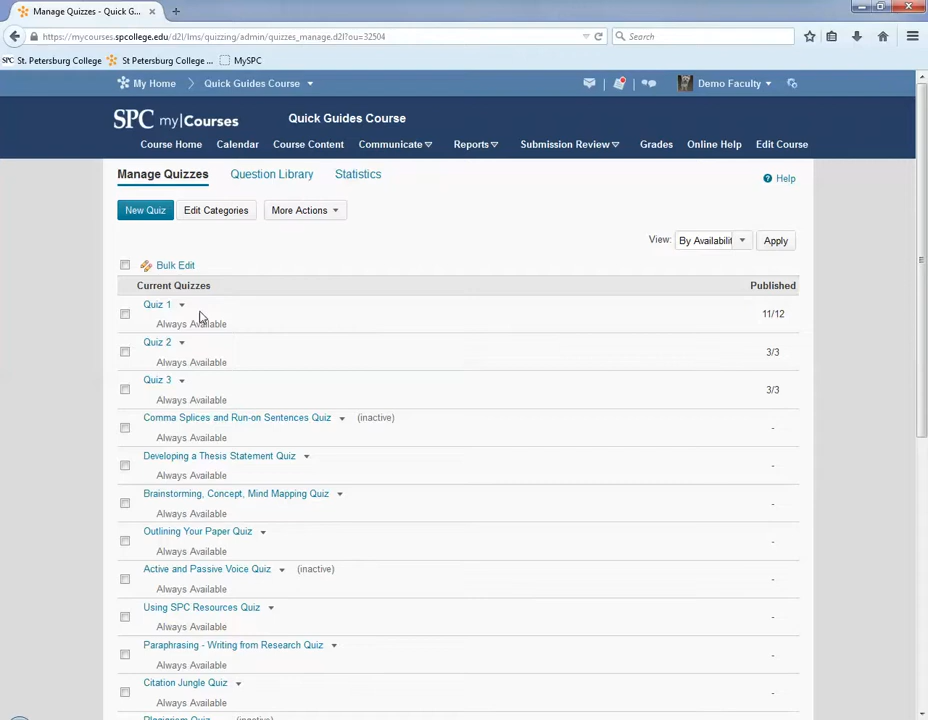 Manage Quizzes - Quick G...
https://mycourses.spcollege.edu/d2l/lms/quizzing/admin/quizzes_manage.d2l?ou=32504
Search
SPC St. Petersburg College
St Petersburg College ...
MySPC
My Home
Quick Guides Course
Demo Faculty
SPC my|Courses
Quick Guides Course
Course Home Calendar Course Content Communicate Reports Submission Review Grades Online Help Edit Course
Manage Quizzes Question Library Statistics
Help
New Quiz Edit Categories More Actions
View: By Availabilit Apply
Bulk Edit
Current Quizzes Published
Quiz 1
Always Available
11/12
Quiz 2
Always Available
3/3
Quiz 3
Always Available
3/3
Comma Splices and Run-on Sentences Quiz (inactive)
Always Available
-
Developing a Thesis Statement Quiz
Always Available
-
Brainstorming, Concept, Mind Mapping Quiz
Always Available
-
Outlining Your Paper Quiz
Always Available
-
Active and Passive Voice Quiz (inactive)
Always Available
-
Using SPC Resources Quiz
Always Available
-
Paraphrasing - Writing from Research Quiz
Always Available
-
Citation Jungle Quiz
Always Available
-
Plagiarism Quiz (inactive)